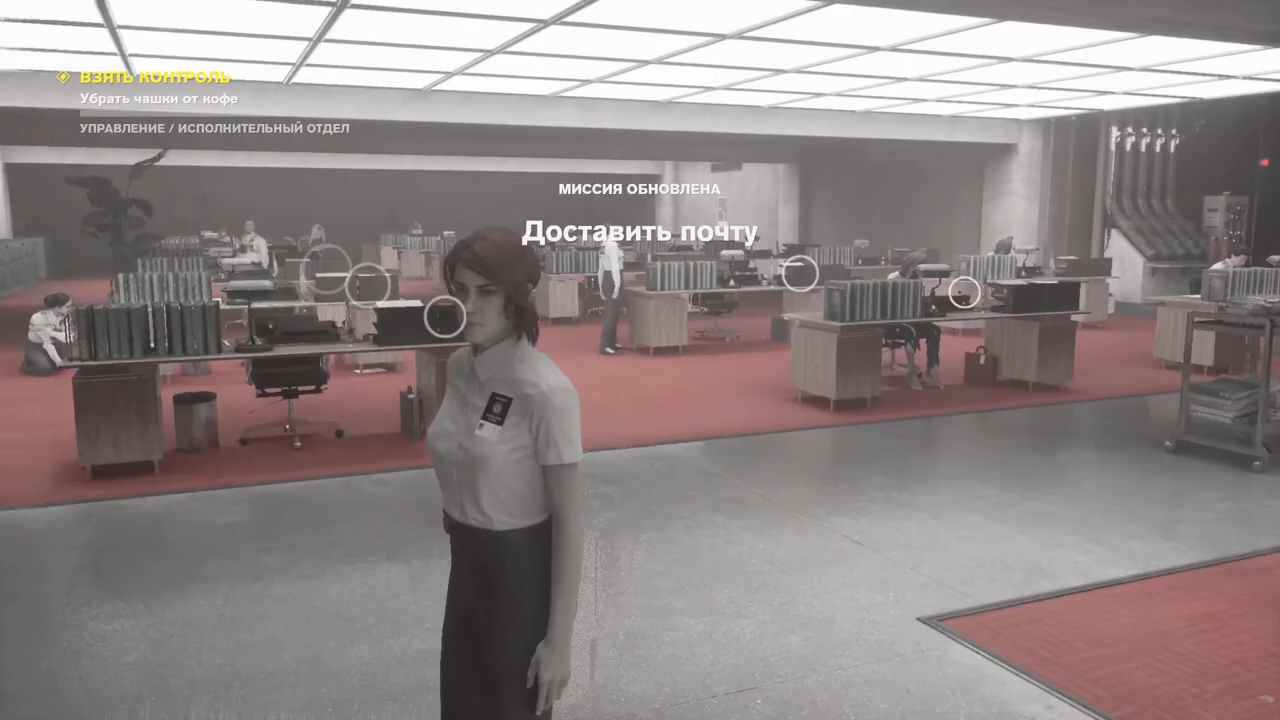 ВЗЯТЬ КОНТРОЛЬ
Убрать чашки от кофе
УПРАВЛЕНИЕ / ИСПОЛНИТЕЛЬНЫЙ ОТДЕЛ
МИССИЯ ОБНОВЛЕНА
Доставить почту